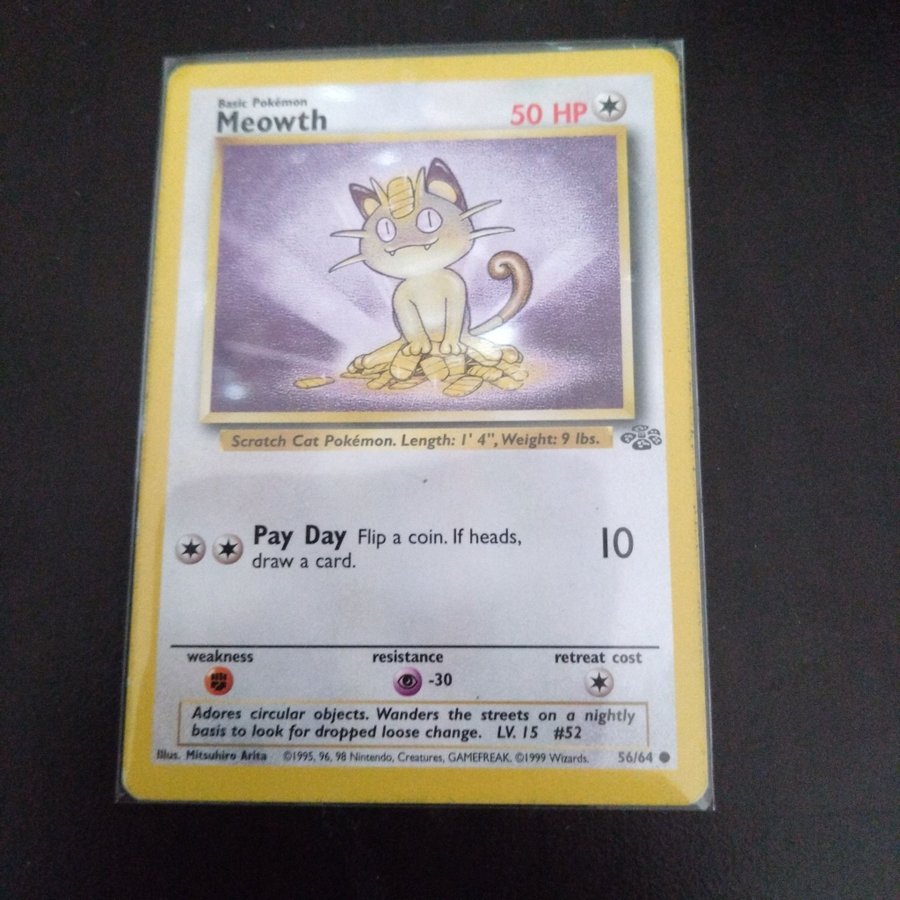 Basic Pokémon
Meowth
50 HP
Scratch Cat Pokémon. Length: 1' 4", Weight: 9 lbs.
Pay Day Flip a coin. If heads,
draw a card.
10
weakness
resistance
retreat cost
-30
Adores circular objects. Wanders the streets on a nightly
basis to look for dropped loose change. LV. 15 #52
Illus. Mitsuhiro Arita ©1995, 96, 98 Nintendo, Creatures, GAMEFREAK. ©1999 Wizards. 56/64